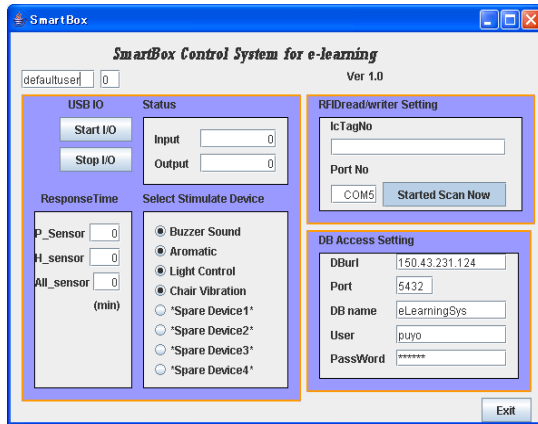 SmartBox
SmartBox Control System for e-learning
defaultuser 0
Ver 1.0
USB IO
Start I/O
Stop I/O
Status
Input 0
Output 0
ResponseTime
P_Sensor 0
H_sensor 0
All_sensor 0
(min)
Select Stimulate Device
Buzzer Sound
Aromatic
Light Control
Chair Vibration
*Spare Device1*
*Spare Device2*
*Spare Device3*
*Spare Device4*
RFIDread/writer Setting
IcTagNo
Port No
COM5 Started Scan Now
DB Access Setting
DBurl 150.43.231.124
Port 5432
DB name eLearningSys
User puyo
PassWord ******
Exit